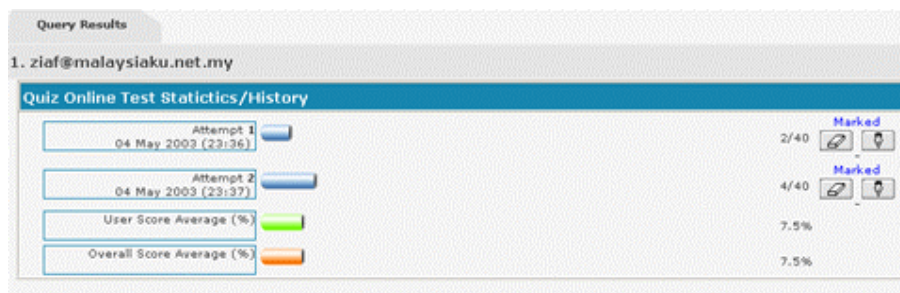 Query Results
1. ziaf@malaysiaku.net.my
Quiz Online Test Statictics/History
Attempt 1
04 May 2003 (23:36)
2/40
Marked
Attempt 2
04 May 2003 (23:37)
4/40
Marked
User Score Average (%)
7.5%
Overall Score Average (%)
7.5%